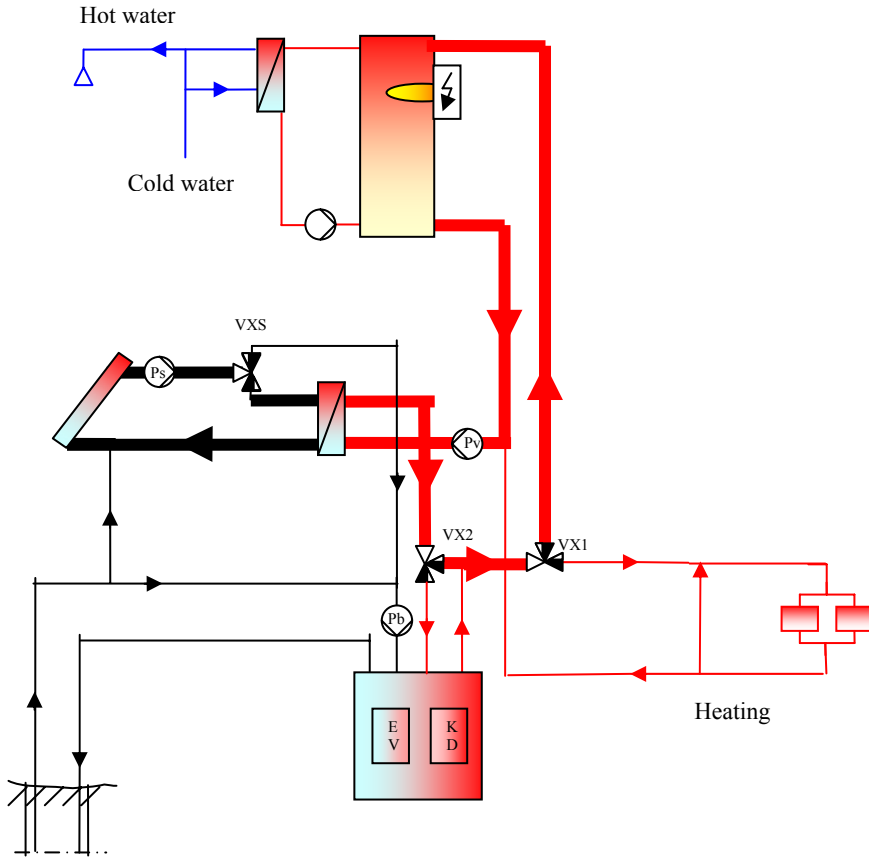 Hot water
Cold water
VXS
Ps
Pv
VX2
VX1
Pb
E
V
K
D
Heating